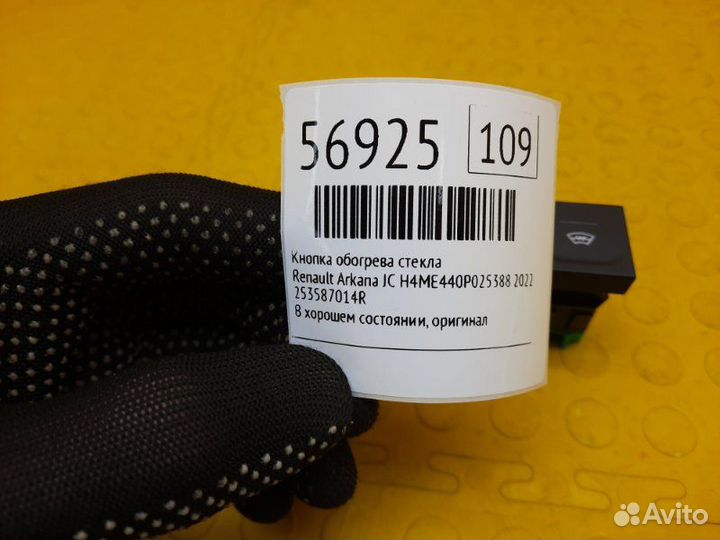 56925 109
Кнопка обогрева стекла
Renault Arkana JC H4ME440P025388 2022
253587014R
В хорошем состоянии, оригинал
Avito